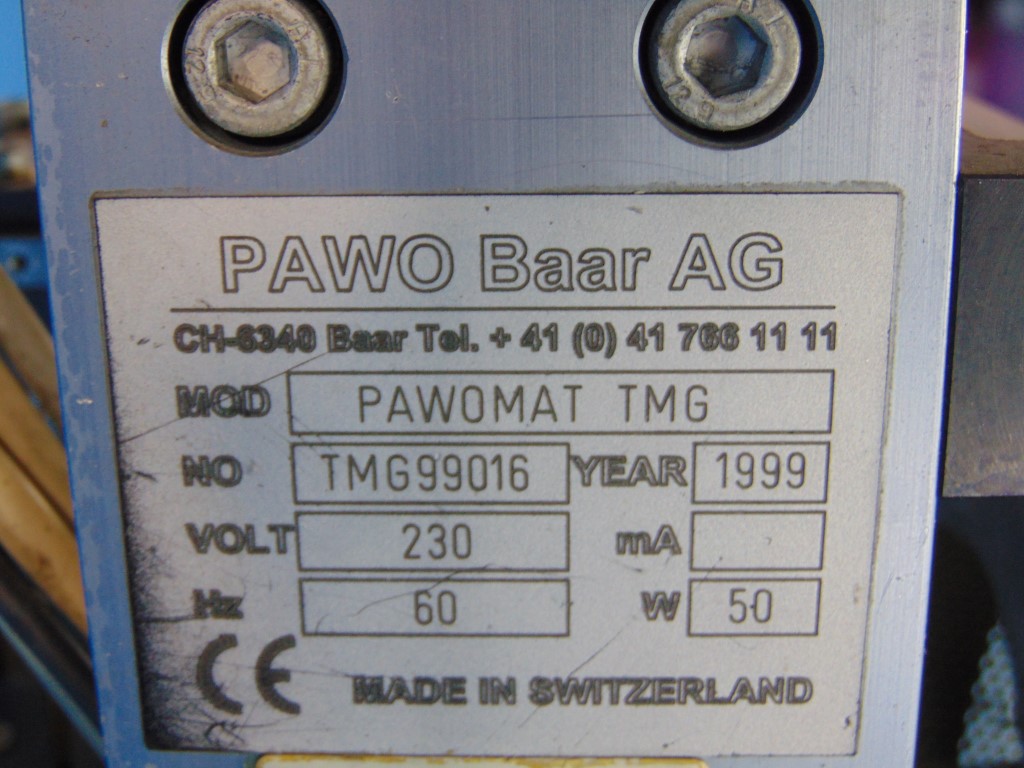 PAWO Baar AG
CH-6340 Baar Tel. + 41 (0) 41 766 11 11
MOD PAWOMAT TMG
NO TMG99016 YEAR 1999
VOLT 230 mA
Hz 60 W 50
CE MADE IN SWITZERLAND